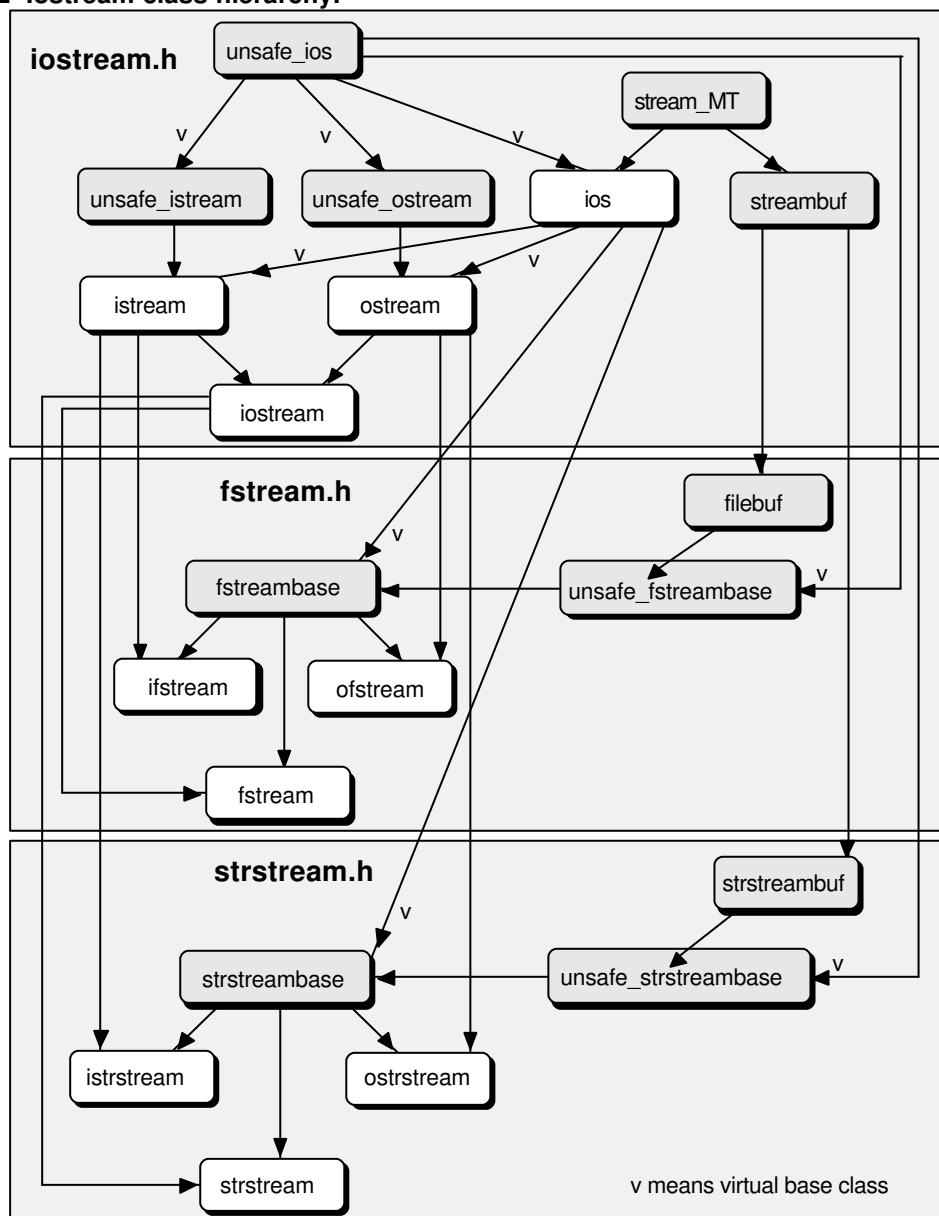 iostream class hierarchy.
iostream.h
unsafe_ios
stream_MT
v
v
v
unsafe_istream
unsafe_ostream
ios
streambuf
v
v
istream
ostream
iostream
fstream.h
filebuf
v
fstreambase
unsafe_fstreambase
v
ifstream
ofstream
fstream
strstream.h
strstreambuf
v
strstreambase
unsafe_strstreambase
v
istrstream
ostrstream
strstream
v means virtual base class